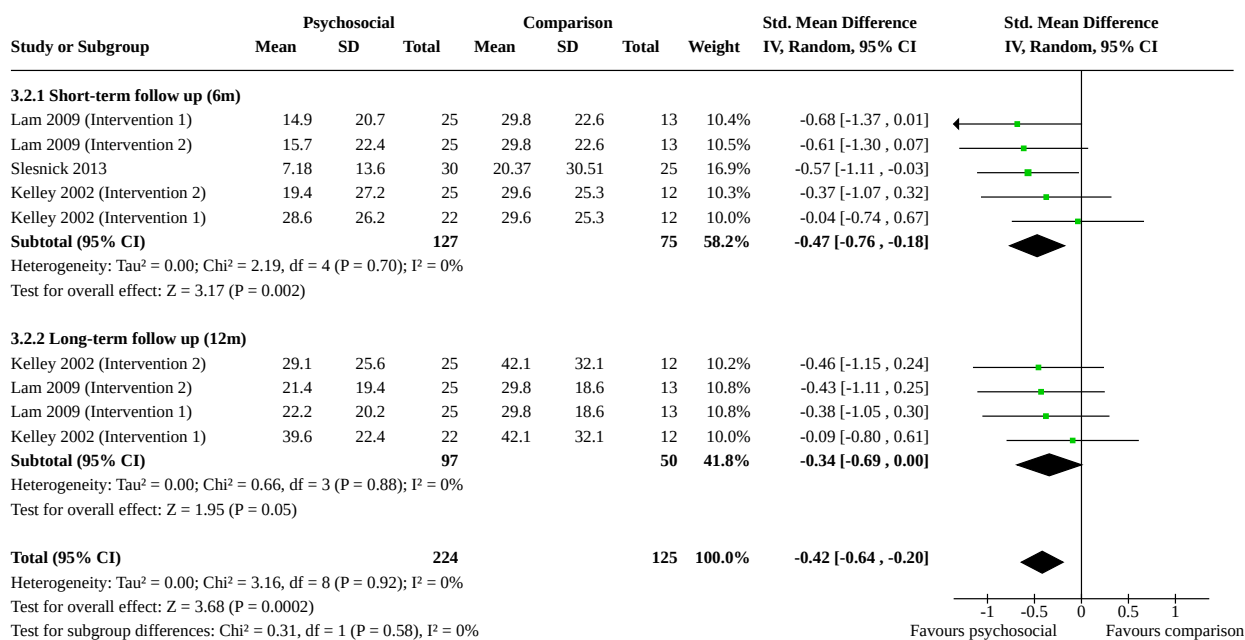 Psychosocial Comparison Std. Mean Difference Std. Mean Difference
Study or Subgroup Mean SD Total Mean SD Total Weight IV, Random, 95% CI IV, Random, 95% CI
3.2.1 Short-term follow up (6m)
Lam 2009 (Intervention 1) 14.9 20.7 25 29.8 22.6 13 10.4% -0.68 [-1.37 , 0.01]
Lam 2009 (Intervention 2) 15.7 22.4 25 29.8 22.6 13 10.5% -0.61 [-1.30 , 0.07]
Slesnick 2013 7.18 13.6 30 20.37 30.51 25 16.9% -0.57 [-1.11 , -0.03]
Kelley 2002 (Intervention 2) 19.4 27.2 25 29.6 25.3 12 10.3% -0.37 [-1.07 , 0.32]
Kelley 2002 (Intervention 1) 28.6 26.2 22 29.6 25.3 12 10.0% -0.04 [-0.74 , 0.67]
Subtotal (95% CI) 127 75 58.2% -0.47 [-0.76 , -0.18]
Heterogeneity: Tau² = 0.00; Chi² = 2.19, df = 4 (P = 0.70); I² = 0%
Test for overall effect: Z = 3.17 (P = 0.002)
3.2.2 Long-term follow up (12m)
Kelley 2002 (Intervention 2) 29.1 25.6 25 42.1 32.1 12 10.2% -0.46 [-1.15 , 0.24]
Lam 2009 (Intervention 2) 21.4 19.4 25 29.8 18.6 13 10.8% -0.43 [-1.11 , 0.25]
Lam 2009 (Intervention 1) 22.2 20.2 25 29.8 18.6 13 10.8% -0.38 [-1.05 , 0.30]
Kelley 2002 (Intervention 1) 39.6 22.4 22 42.1 32.1 12 10.0% -0.09 [-0.80 , 0.61]
Subtotal (95% CI) 97 50 41.8% -0.34 [-0.69 , 0.00]
Heterogeneity: Tau² = 0.00; Chi² = 0.66, df = 3 (P = 0.88); I² = 0%
Test for overall effect: Z = 1.95 (P = 0.05)
Total (95% CI) 224 125 100.0% -0.42 [-0.64 , -0.20]
Heterogeneity: Tau² = 0.00; Chi² = 3.16, df = 8 (P = 0.92); I² = 0%
Test for overall effect: Z = 3.68 (P = 0.0002) -1 -0.5 0 0.5 1
Test for subgroup differences: Chi² = 0.31, df = 1 (P = 0.58), I² = 0% Favours psychosocial Favours comparison